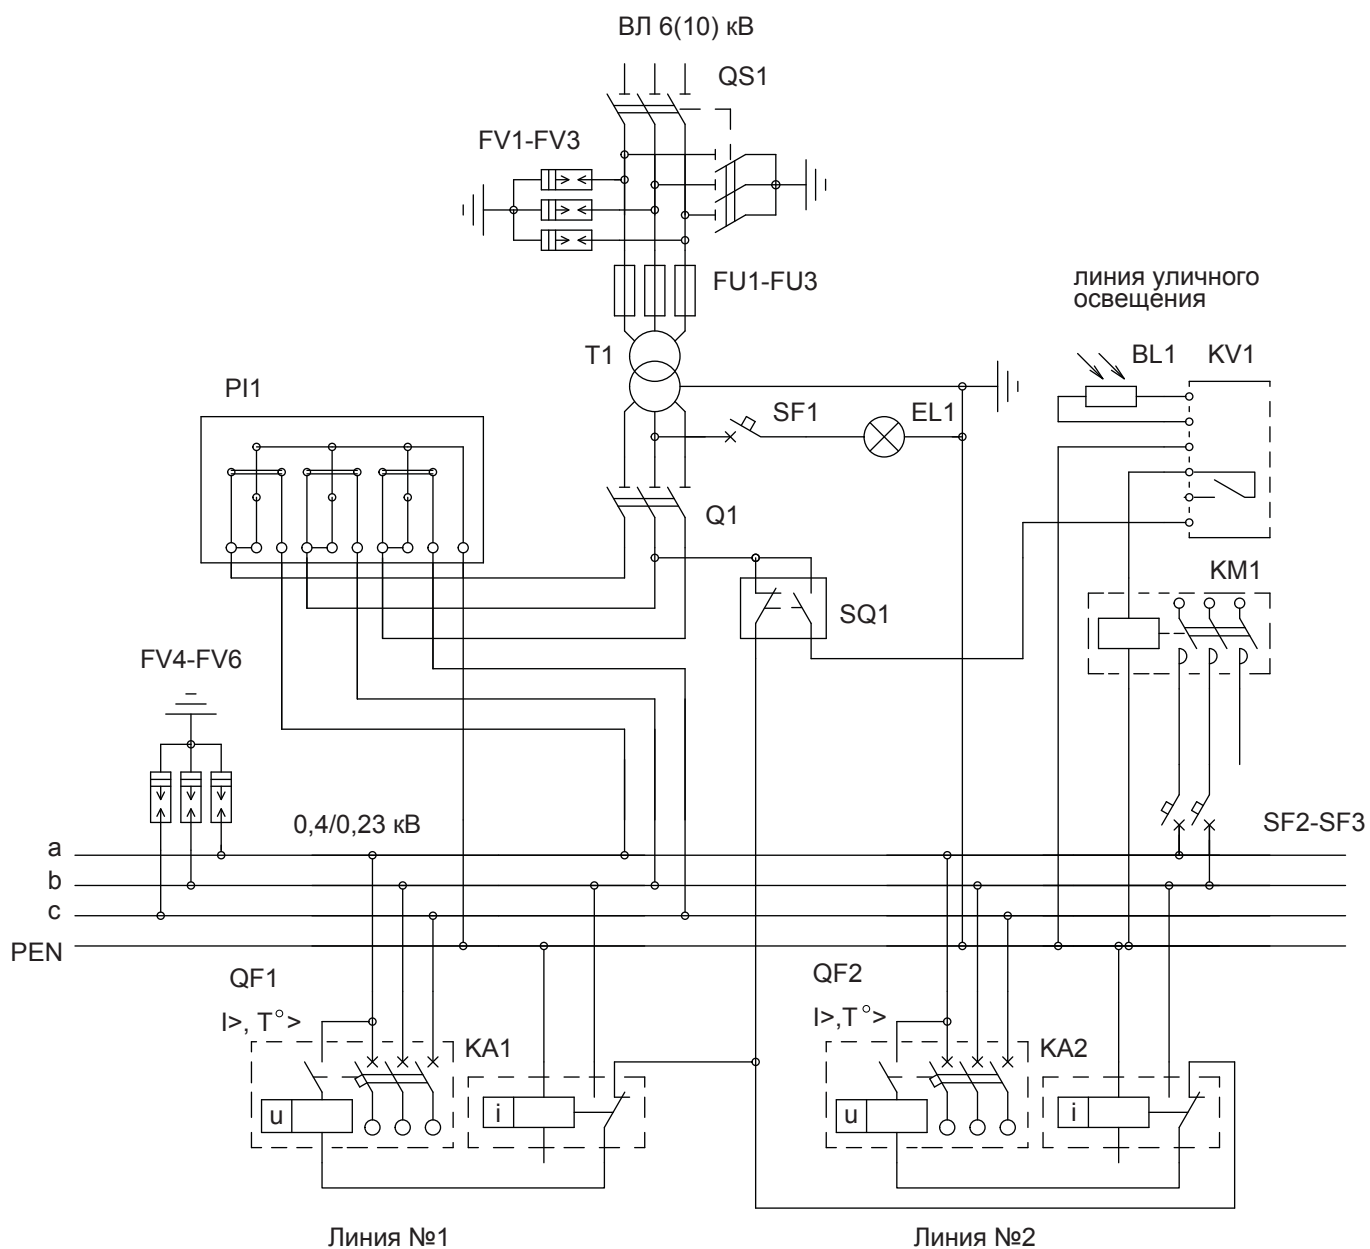 ВЛ 6(10) кВ
QS1
FV1-FV3
FU1-FU3
линия уличного
освещения
T1
BL1
KV1
PI1
SF1
EL1
Q1
KM1
SQ1
FV4-FV6
0,4/0,23 кВ
SF2-SF3
a
b
c
PEN
QF1
QF2
I>, T°>
I>,T°>
KA1
KA2
u
i
u
i
Линия №1
Линия №2